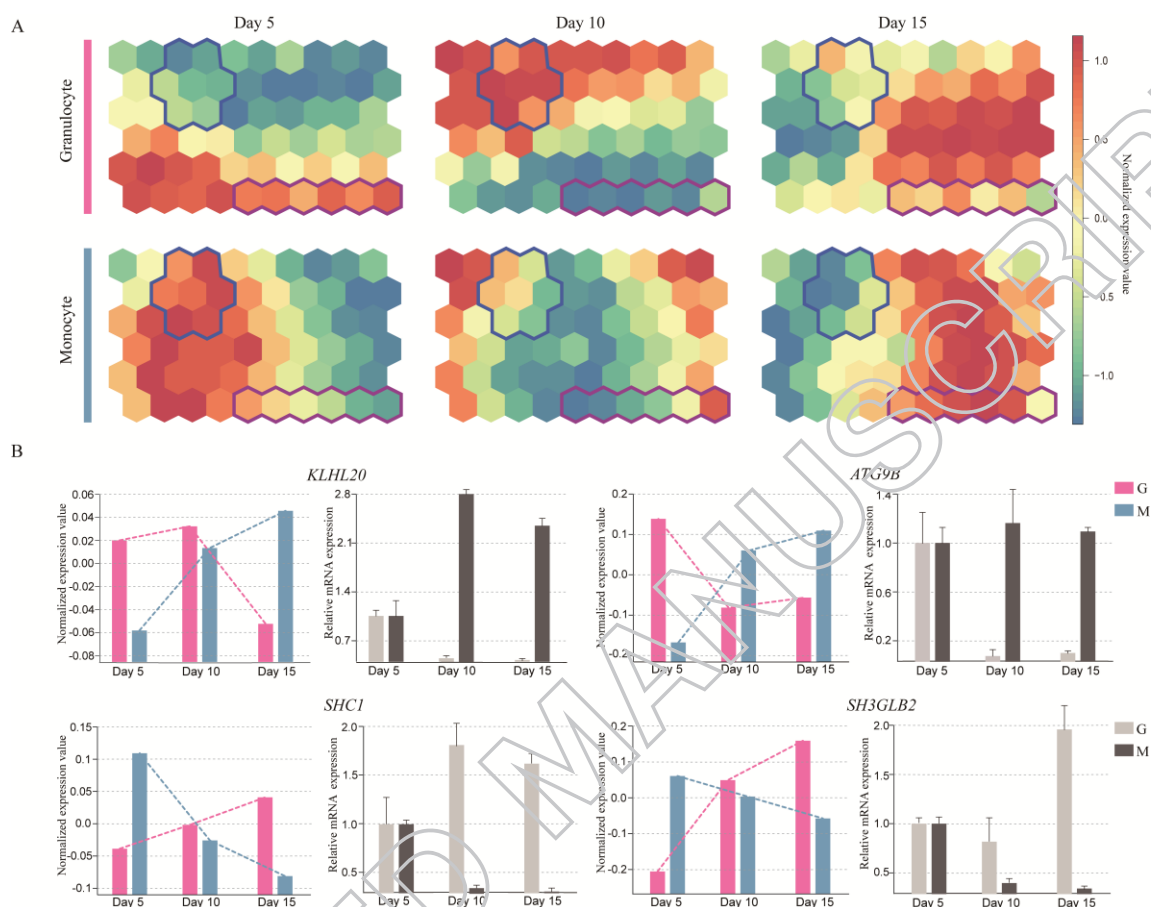 A
Day 5
Day 10
Day 15
Granulocyte
Monocyte
1.0
0.5
0.0
0.5
−1.0
Normalized expression value
B
KLHL20
0.06
0.04
0.02
0.00
-0.02
-0.04
-0.06
-0.08
Normalized expression value
Day 5 Day 10 Day 15
2.8
2.1
1.4
0.7
Relative mRNA expression
Day 5 Day 10 Day 15
ATG9B
0.2
0.1
0.0
-0.1
-0.2
Normalized expression value
Day 5 Day 10 Day 15
1.4
1.0
0.6
0.2
Relative mRNA expression
Day 5 Day 10 Day 15
G
M
SHC1
0.15
0.10
0.05
0.0
-0.05
-0.1
Normalized expression value
Day 5 Day 10 Day 15
2.0
1.5
1.0
0.5
Relative mRNA expression
Day 5 Day 10 Day 15
SH3GLB2
0.2
0.1
0.0
-0.1
-0.2
Normalized expression value
Day 5 Day 10 Day 15
2.0
1.5
1.0
0.5
Relative mRNA expression
Day 5 Day 10 Day 15
G
M
D MANUSCRIP